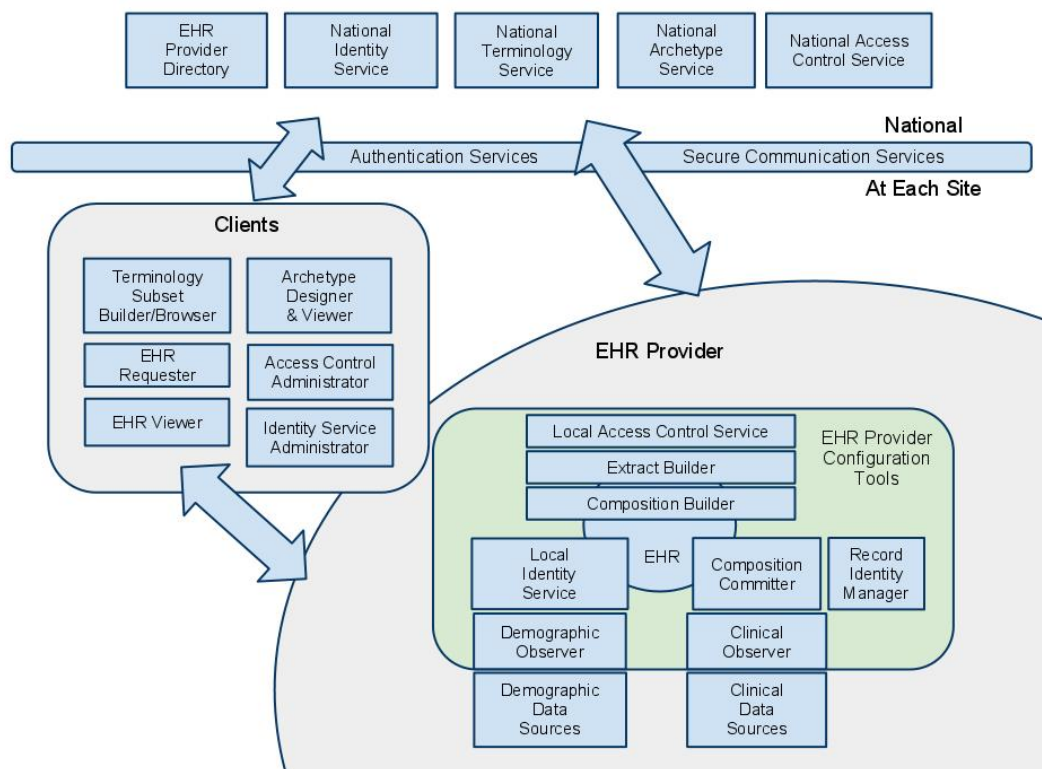 EHR
Provider
Directory
National
Identity
Service
National
Terminology
Service
National
Archetype
Service
National Access
Control Service
National
Authentication Services
Secure Communication Services
At Each Site
Clients
Terminology
Subset
Builder/Browser
Archetype
Designer
& Viewer
EHR
Requester
Access Control
Administrator
EHR Viewer
Identity Service
Administrator
EHR Provider
Local Access Control Service
EHR Provider
Configuration
Tools
Extract Builder
Composition Builder
Local
Identity
Service
EHR
Composition
Committer
Record
Identity
Manager
Demographic
Observer
Clinical
Observer
Demographic
Data
Sources
Clinical
Data
Sources